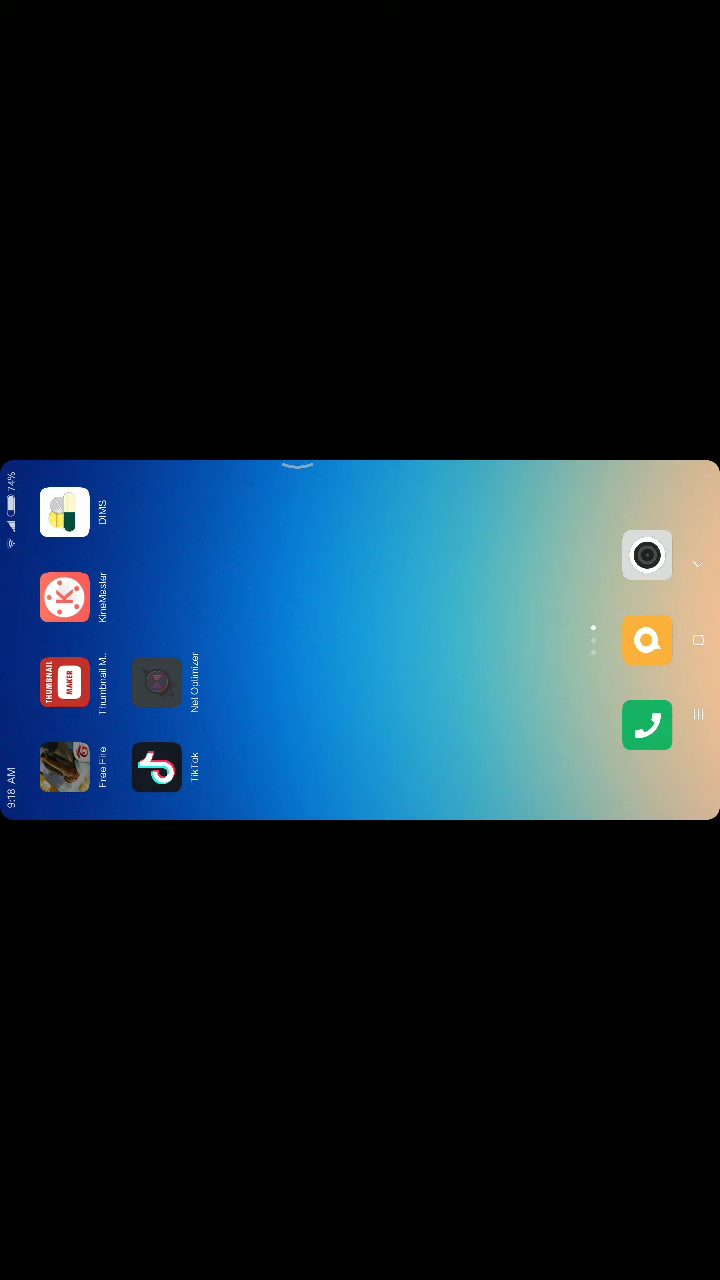 9:18 AM
74%
THUMBNAIL
MAKER
Free Fire
Thumbnail M..
KineMaster
DIMS
TikTok
Net Optimizer